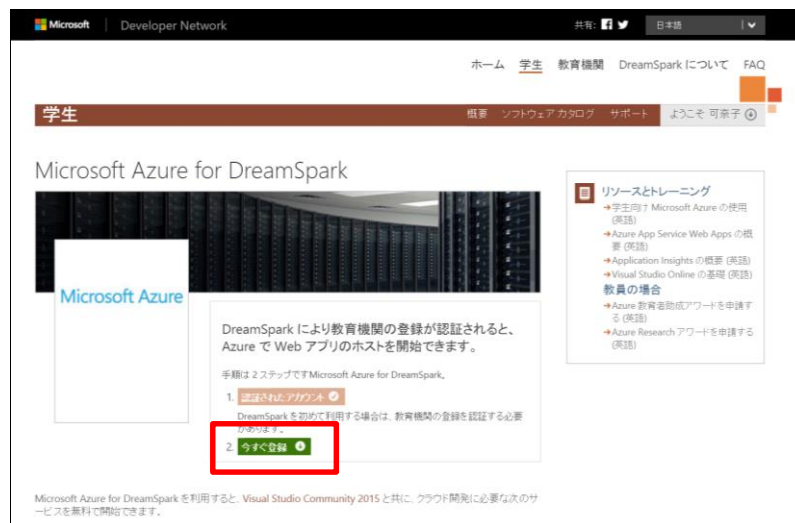 Microsoft Developer Network 共有: 日本語
ホーム 学生 教育機関 DreamSpark について FAQ
学生 概要 ソフトウェア カタログ サポート ようこそ 可奈子
Microsoft Azure for DreamSpark
Microsoft Azure
DreamSpark により教育機関の登録が認証されると、
Azure で Web アプリのホストを開始できます。
手順は 2 ステップですMicrosoft Azure for DreamSpark。
1. 認証されたアカウント
DreamSpark を初めて利用する場合は、教育機関の登録を認証する必要
があります。
2. 今すぐ登録
リソースとトレーニング
→学生向け Microsoft Azure の使用
(英語)
→Azure App Service Web Apps の概
要 (英語)
→Application Insights の概要 (英語)
→Visual Studio Online の基礎 (英語)
教員の場合
→Azure 教育者助成アワードを申請す
る (英語)
→Azure Research アワードを申請する
(英語)
Microsoft Azure for DreamSpark を利用すると、Visual Studio Community 2015 と共に、クラウド開発に必要な次のサ
ービスを無料で開始できます。